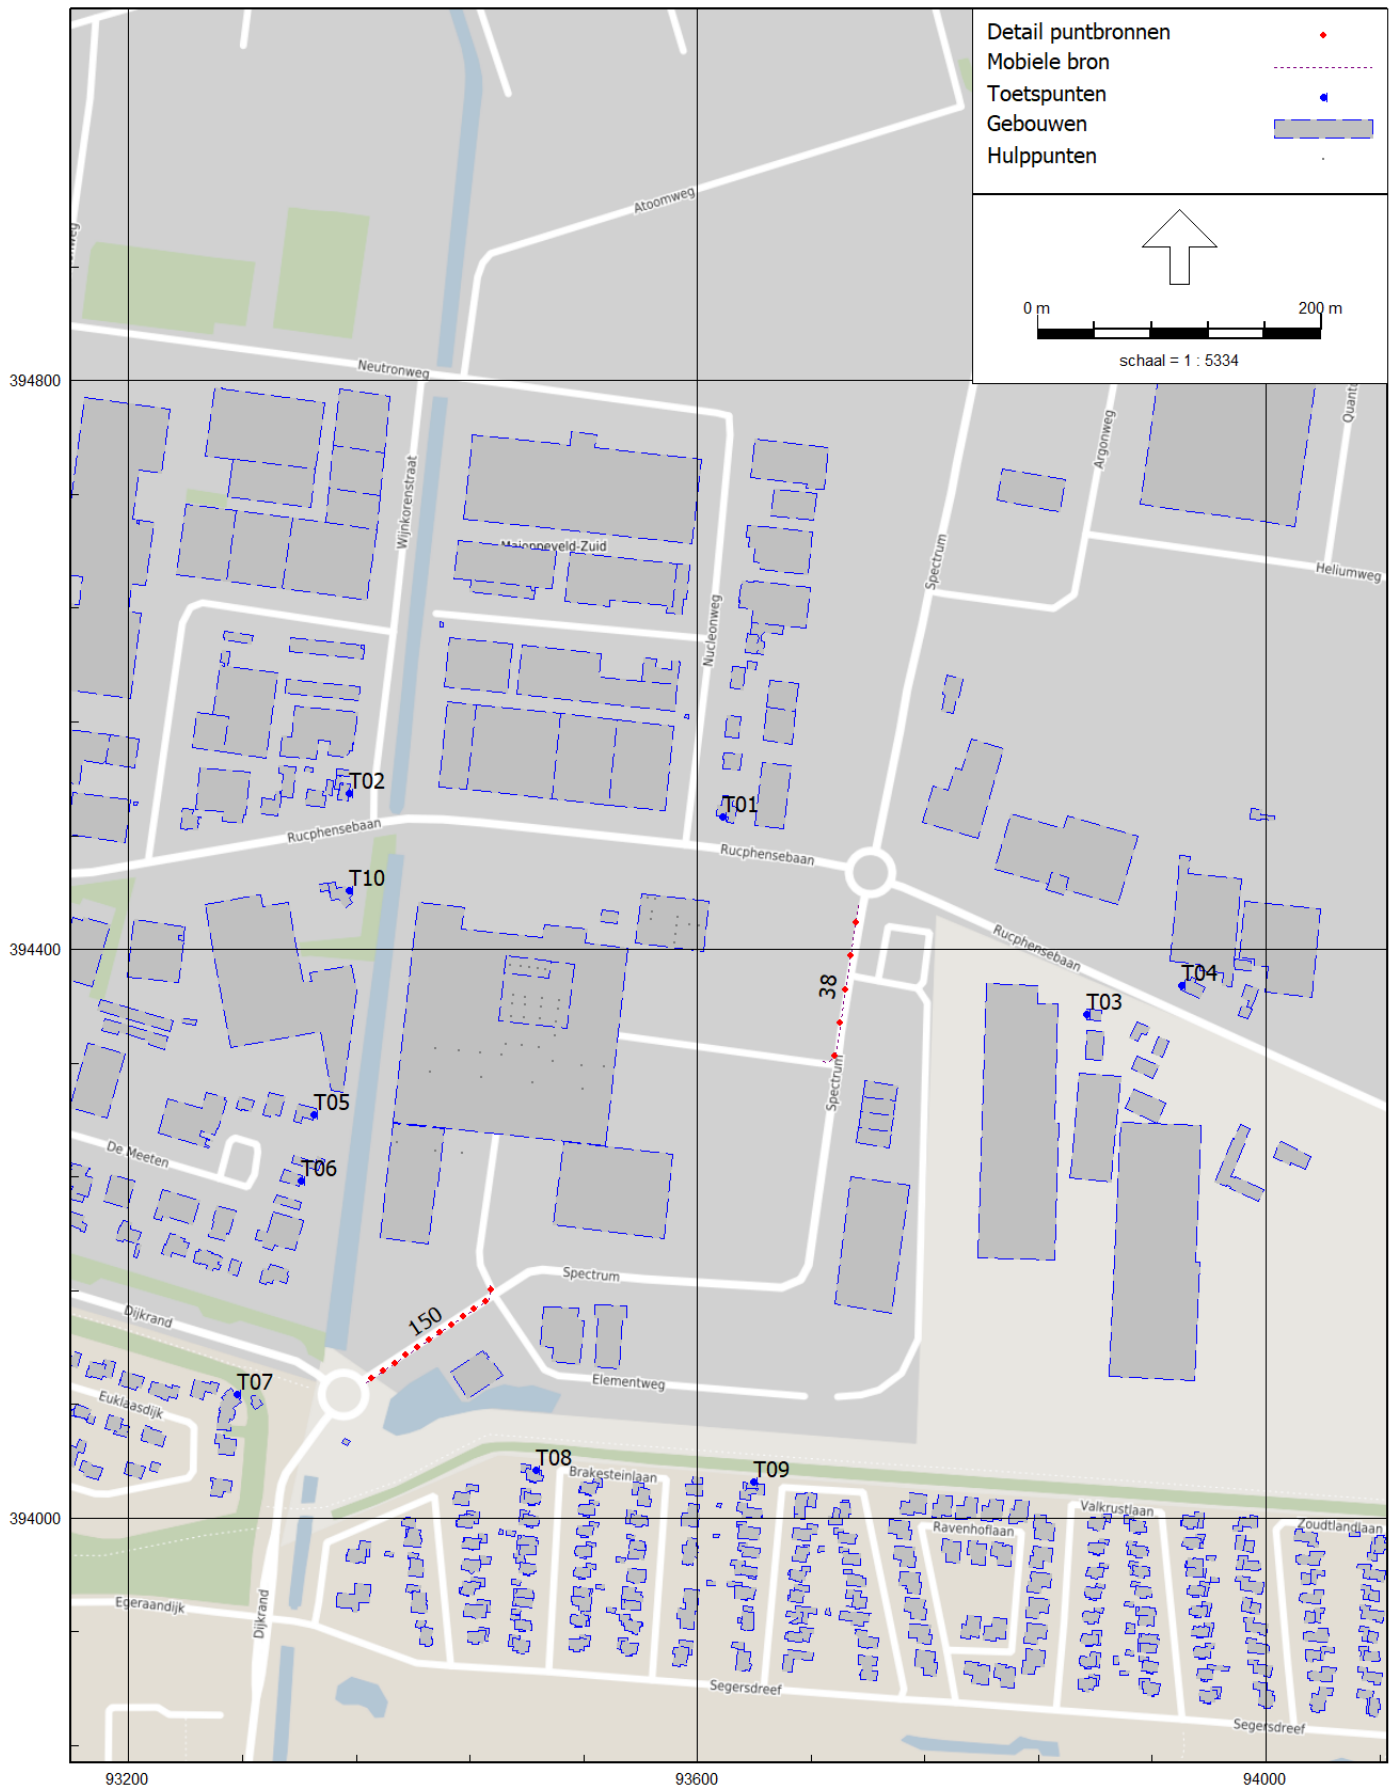 Detail puntbronnen
Mobiele bron
Toetspunten
Gebouwen
Hulppunten
0 m
200 m
schaal = 1 : 5334
Atoomweg
Neutronweg
394800
Argonweg
Wijnkorenstraat
Majoppeveld-Zuid
Spectrum
Heliumweg
Nucleonweg
T02
T01
Rucphensebaan
Rucphensebaan
T10
Rucphensebaan
394400
38
T04
T03
Spectrum
T05
De Meeten
T06
Spectrum
150
Dijkrand
Elementweg
T07
Euklaasdijk
T08
Brakesteinlaan
T09
Valkrustlaan
Ravenhoflaan
Zoudtlandlaan
394000
Egeraandijk
Dijkrand
Segersdreef
Segersdreef
93200
93600
94000